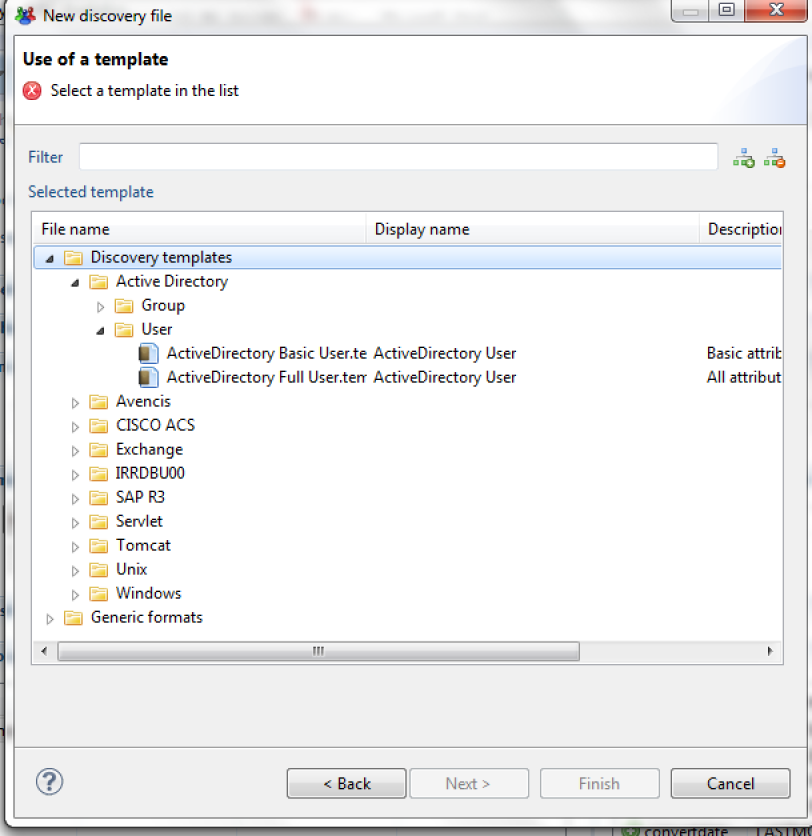 New discovery file
Use of a template
Select a template in the list
Filter
Selected template
File name Display name Description
Discovery templates
Active Directory
Group
User
ActiveDirectory Basic User.te ActiveDirectory User Basic attrib
ActiveDirectory Full User.tem ActiveDirectory User All attribut
Avencis
CISCO ACS
Exchange
IRRDBU00
SAP R3
Servlet
Tomcat
Unix
Windows
Generic formats
< Back Next > Finish Cancel
convertdate LASTM